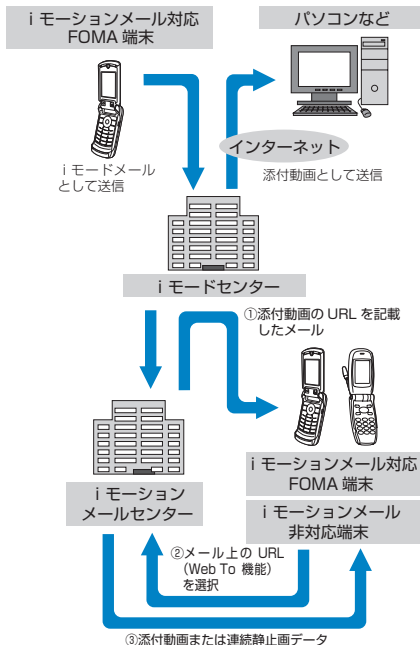 ｉモーションメール対応
FOMA 端末
パソコンなど
インターネット
ｉモードメール
として送信
添付動画として送信
ｉモードセンター
①添付動画の URL を記載
したメール
ｉモーションメール対応
FOMA 端末
ｉモーション
メールセンター
ｉモーションメール
非対応端末
②メール上の URL
（Web To 機能）
を選択
③添付動画または連続静止画データ